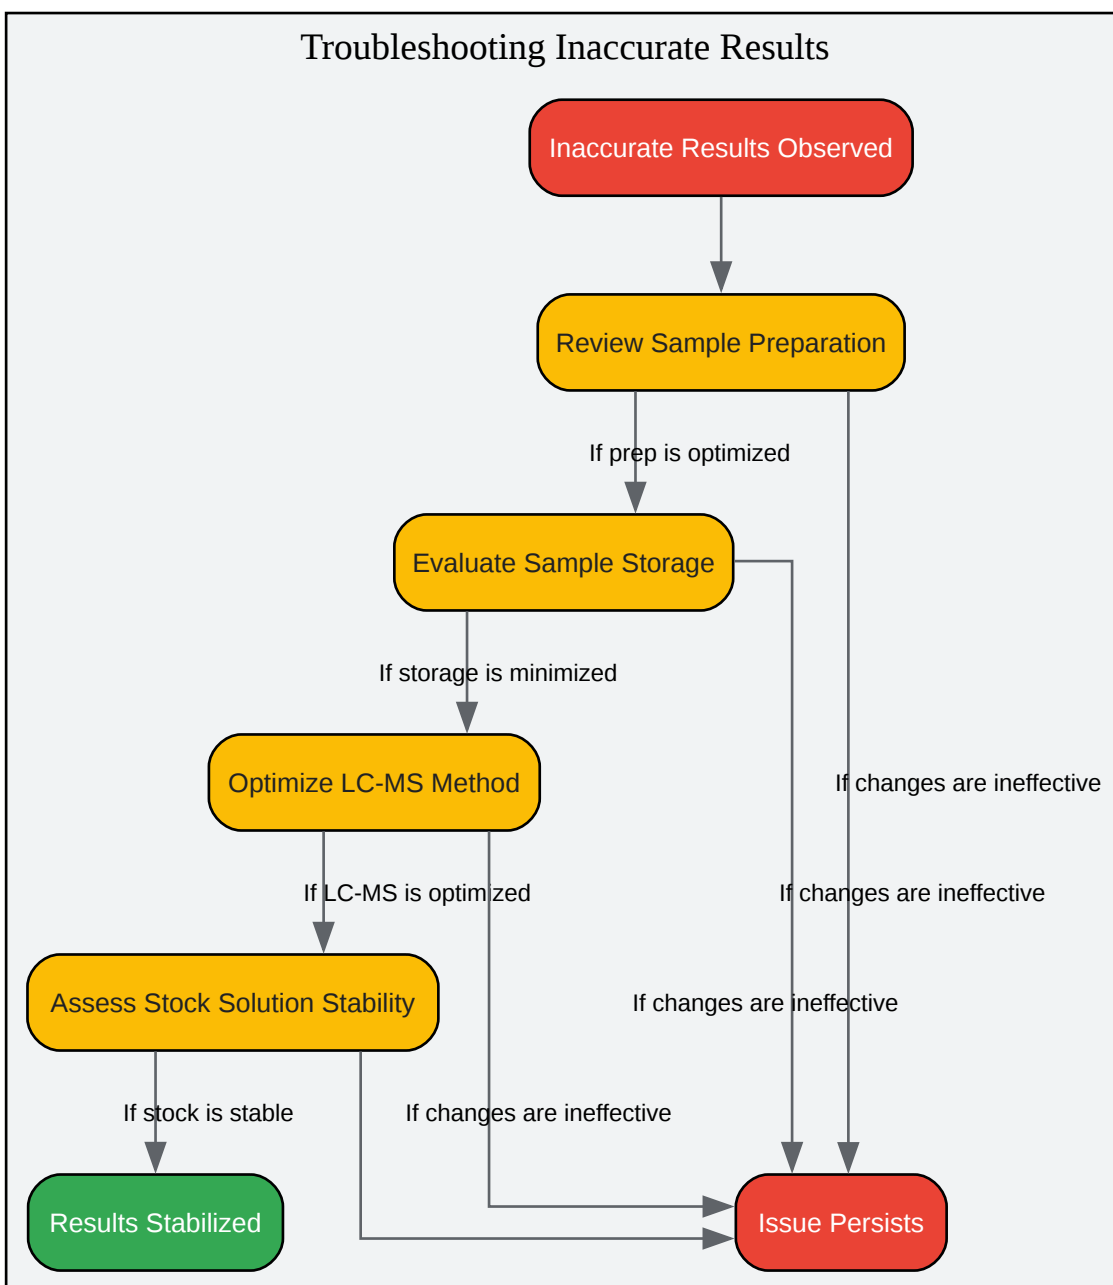 Troubleshooting Inaccurate Results
Inaccurate Results Observed
Review Sample Preparation
If prep is optimized
Evaluate Sample Storage
If storage is minimized
Optimize LC-MS Method
If changes are ineffective
If LC-MS is optimized
If changes are ineffective
Assess Stock Solution Stability
If changes are ineffective
If stock is stable
If changes are ineffective
Results Stabilized
Issue Persists